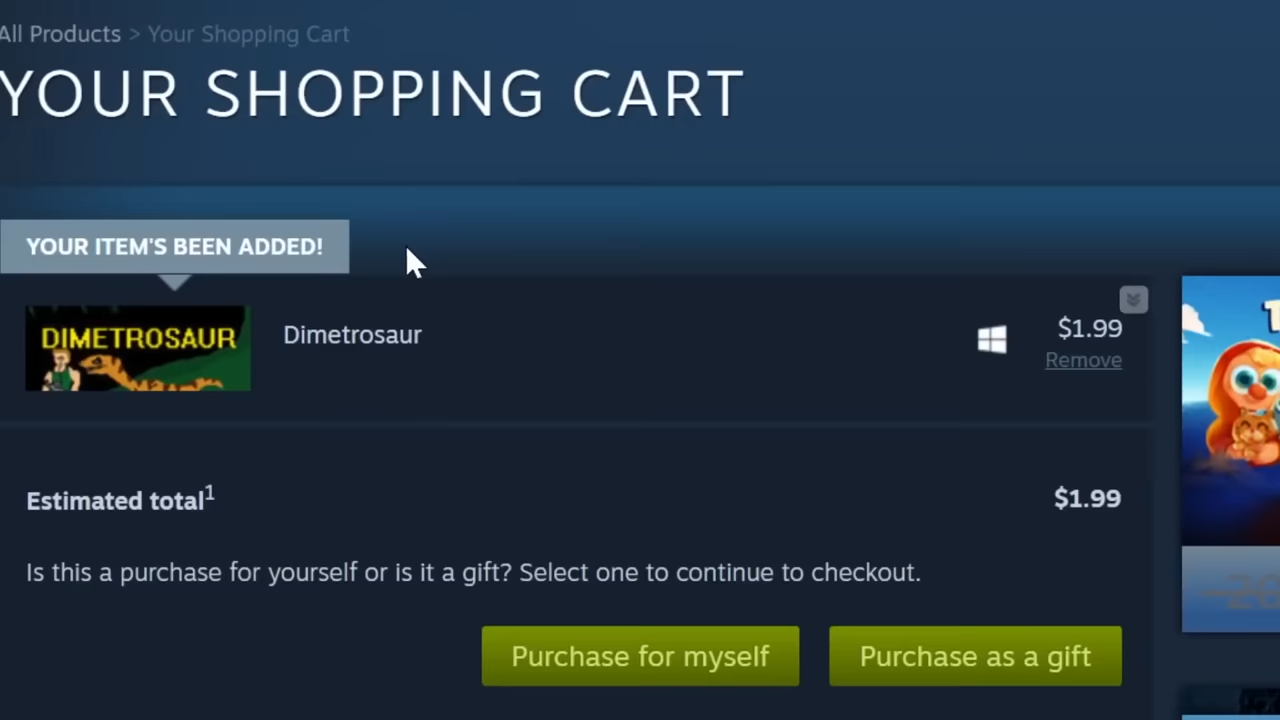 All Products > Your Shopping Cart
YOUR SHOPPING CART
YOUR ITEM'S BEEN ADDED!
DIMETROSAUR
Dimetrosaur
$1.99
Remove
Estimated total1
$1.99
Is this a purchase for yourself or is it a gift? Select one to continue to checkout.
Purchase for myself
Purchase as a gift